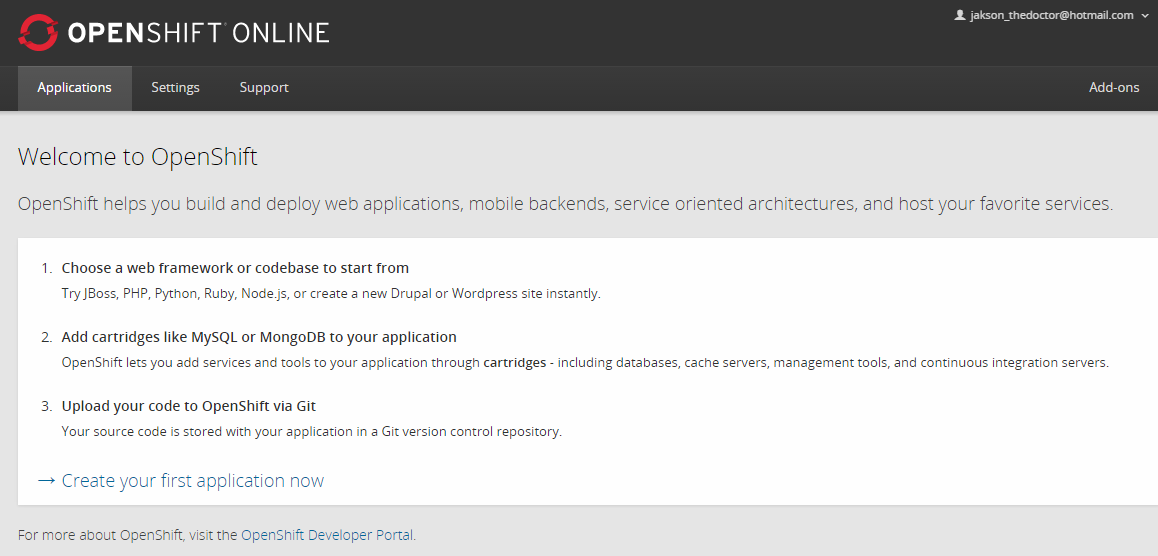 OPENSHIFT ONLINE
jakson_thedoctor@hotmail.com
Applications Settings Support Add-ons
Welcome to OpenShift
OpenShift helps you build and deploy web applications, mobile backends, service oriented architectures, and host your favorite services.
1. Choose a web framework or codebase to start from
Try JBoss, PHP, Python, Ruby, Node.js, or create a new Drupal or Wordpress site instantly.
2. Add cartridges like MySQL or MongoDB to your application
OpenShift lets you add services and tools to your application through cartridges - including databases, cache servers, management tools, and continuous integration servers.
3. Upload your code to OpenShift via Git
Your source code is stored with your application in a Git version control repository.
→ Create your first application now
For more about OpenShift, visit the OpenShift Developer Portal.